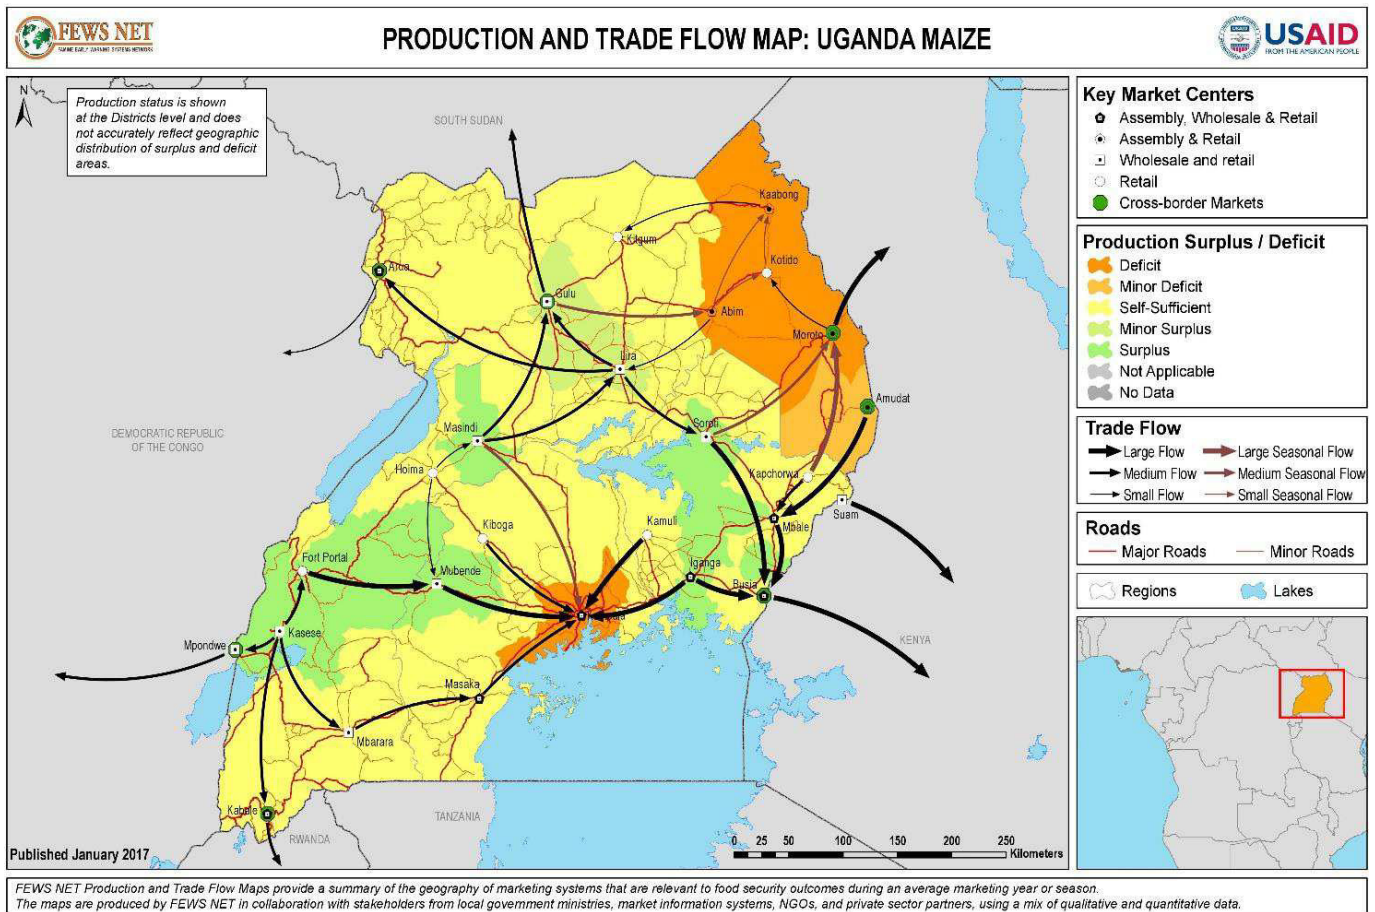 FEWS NET
FAMINE EARLY WARNING SYSTEMS NETWORK
PRODUCTION AND TRADE FLOW MAP: UGANDA MAIZE
USAID
FROM THE AMERICAN PEOPLE
N
Production status is shown
at the Districts level and does
not accurately reflect geographic
distribution of surplus and deficit
areas.
SOUTH SUDAN
Kaabong
Kitgum
Kotido
Arua
Gulu
Abim
Moroto
Lira
Amudat
DEMOCRATIC REPUBLIC
OF THE CONGO
Masindi
Soroti
Hoima
Kapchorwa
Suam
Kiboga
Kamuli
Mbale
Fort Portal
Mubende
Iganga
Busia
Kasese
Mpondwe
KENYA
Masaka
Mbarara
Kabale
TANZANIA
RWANDA
Published January 2017
0 25 50 100 150 200 250
Kilometers
Key Market Centers
Assembly, Wholesale & Retail
Assembly & Retail
Wholesale and retail
Retail
Cross-border Markets
Production Surplus / Deficit
Deficit
Minor Deficit
Self-Sufficient
Minor Surplus
Surplus
Not Applicable
No Data
Trade Flow
Large Flow Large Seasonal Flow
Medium Flow Medium Seasonal Flow
Small Flow Small Seasonal Flow
Roads
Major Roads Minor Roads
Regions Lakes
FEWS NET Production and Trade Flow Maps provide a summary of the geography of marketing systems that are relevant to food security outcomes during an average marketing year or season.
The maps are produced by FEWS NET in collaboration with stakeholders from local government ministries, market information systems, NGOs, and private sector partners, using a mix of qualitative and quantitative data.